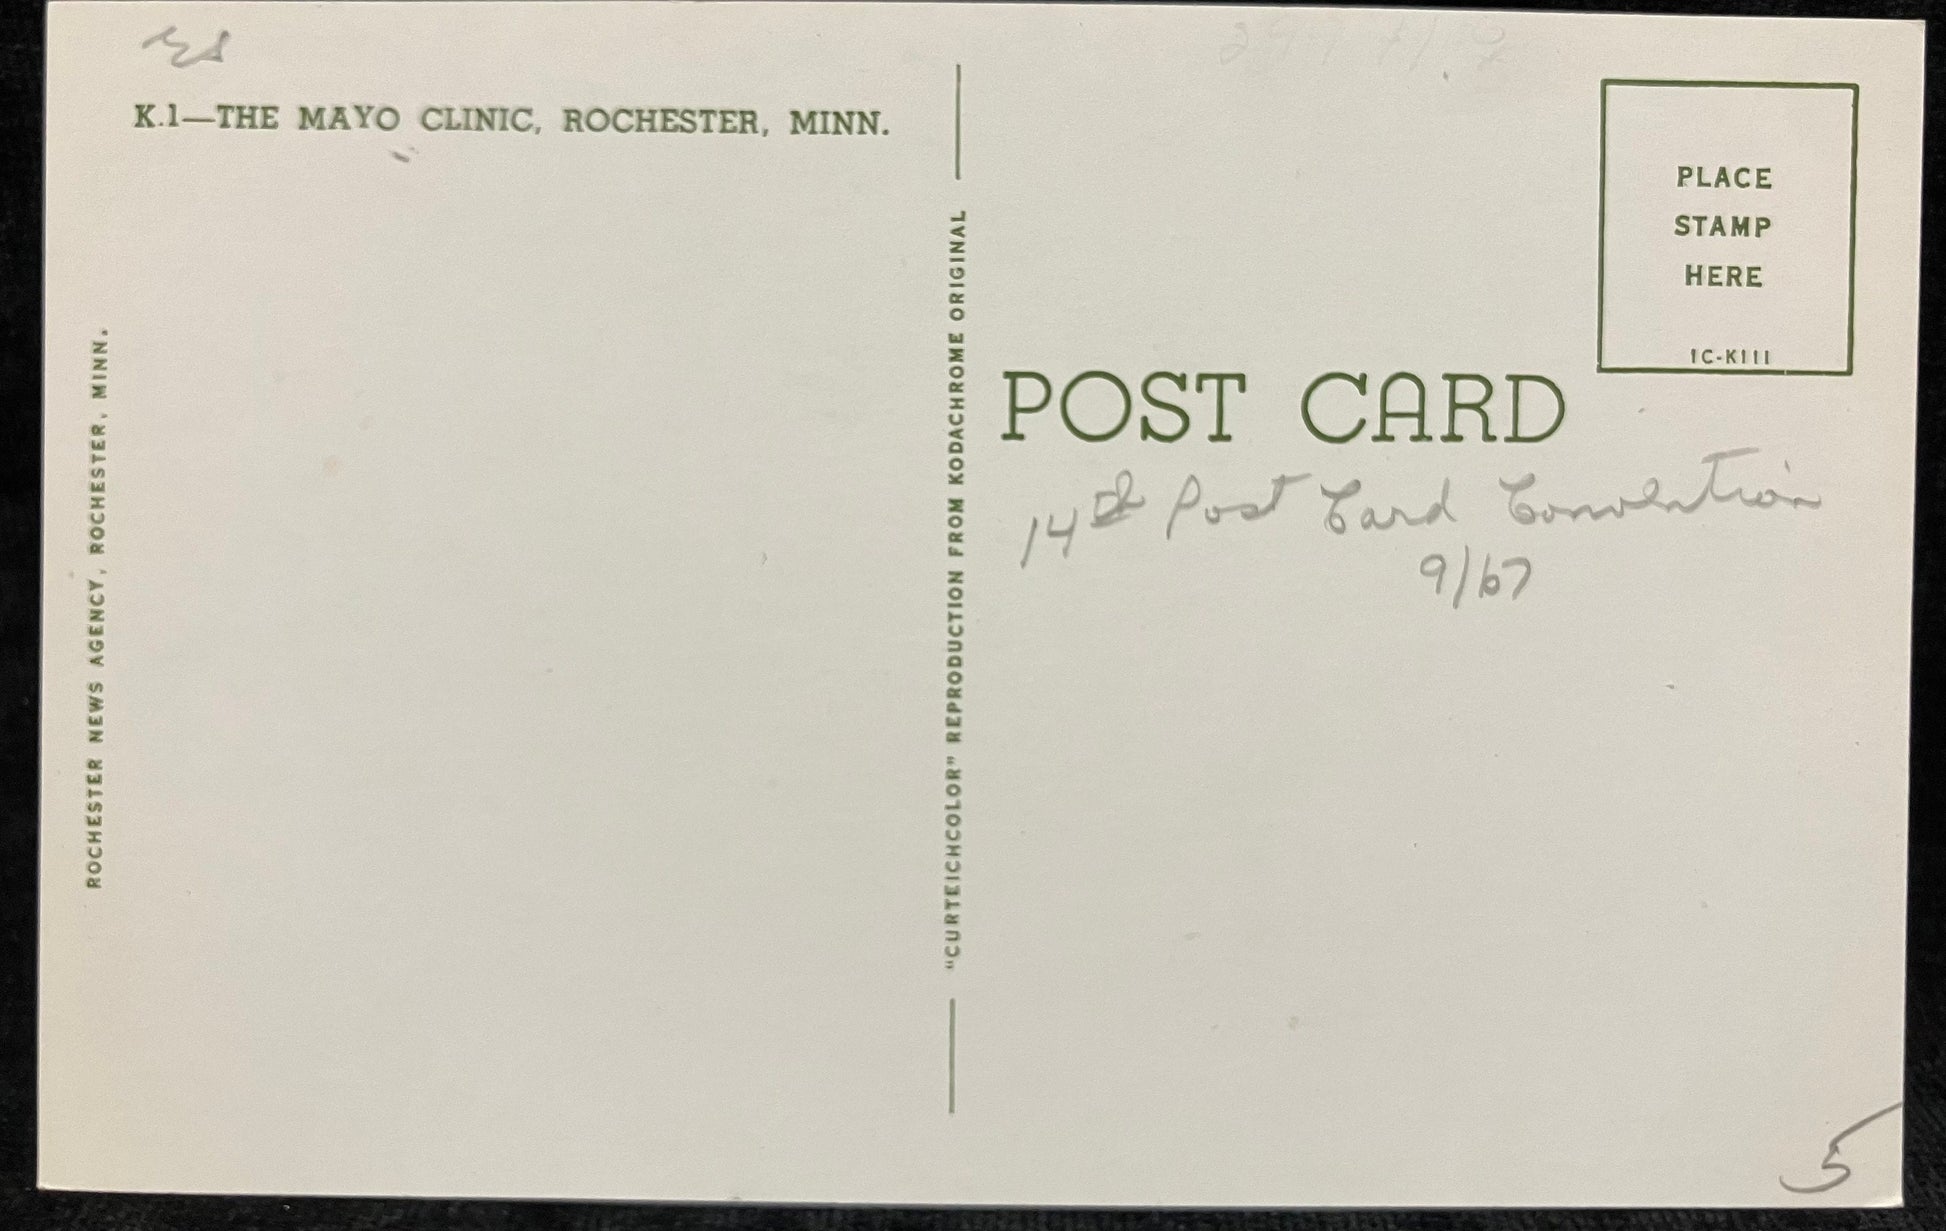 K.1—THE MAYO CLINIC, ROCHESTER, MINN.
ROCHESTER NEWS AGENCY, ROCHESTER, MINN.
"CURTEICHCOLOR" REPRODUCTION FROM KODACHROME ORIGINAL
PLACE
STAMP
HERE
1C-K111
POST CARD
14th Post Card Convention
9/67
5